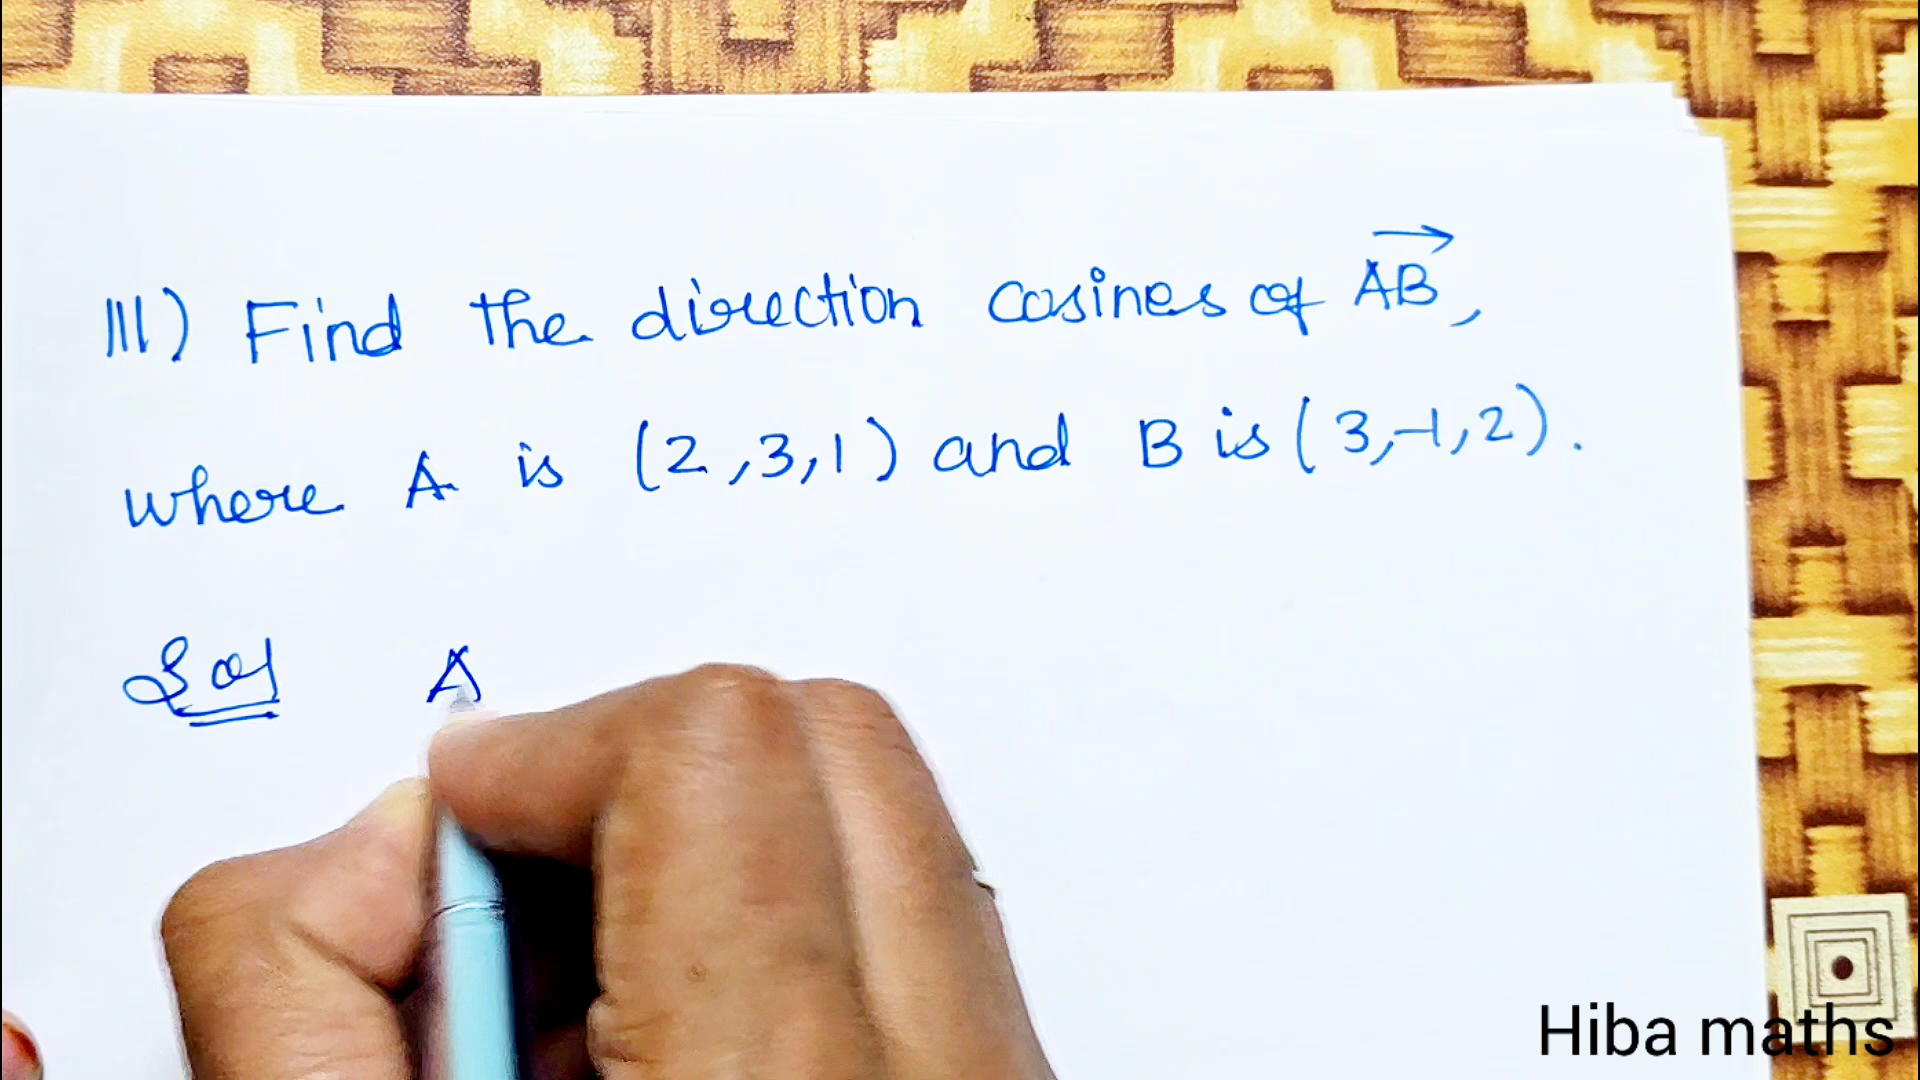 III) Find the direction cosines of AB,
where A is (2,3,1) and B is (3,-1,2).
Sol A
Hiba maths